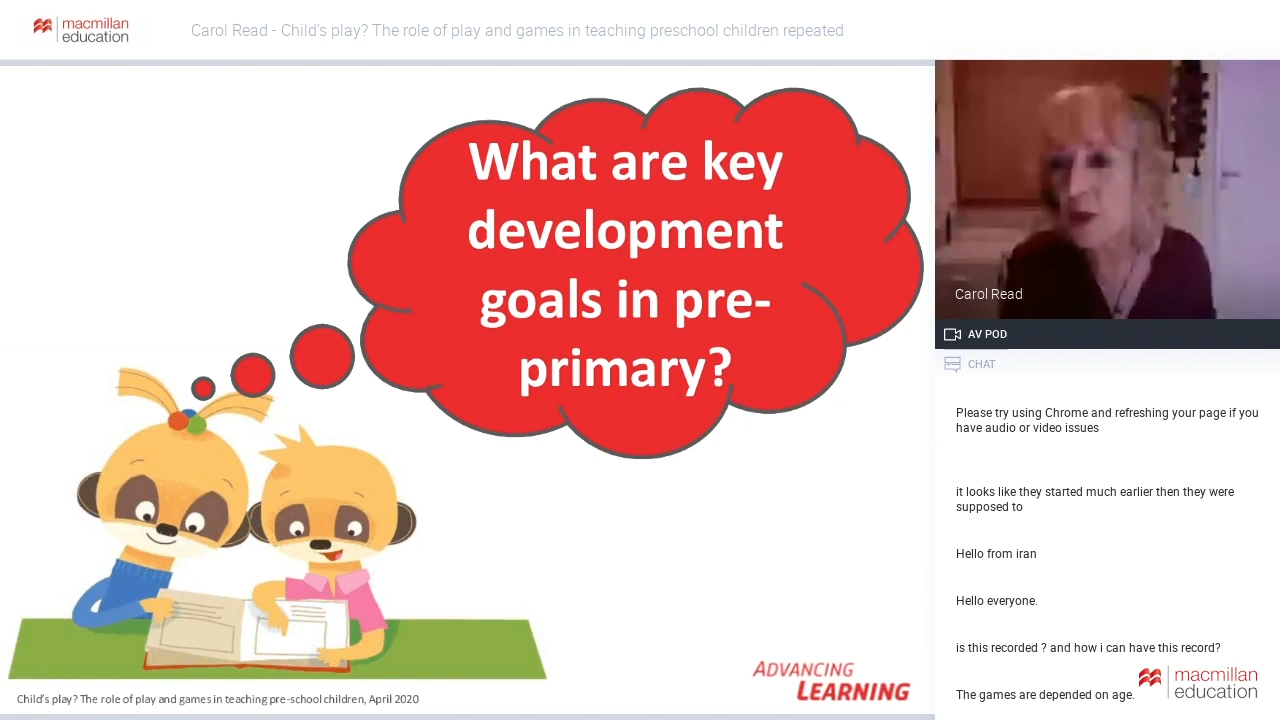 macmillan
education
Carol Read - Child's play? The role of play and games in teaching preschool children repeated
What are key
development
goals in pre-
primary?
ADVANCING
LEARNING
Child's play? The role of play and games in teaching pre-school children, April 2020
Carol Read
AV POD
CHAT
Please try using Chrome and refreshing your page if you
have audio or video issues
it looks like they started much earlier then they were
supposed to
Hello from iran
Hello everyone.
is this recorded ? and how i can have this record?
The games are depended on age.
macmillan
education